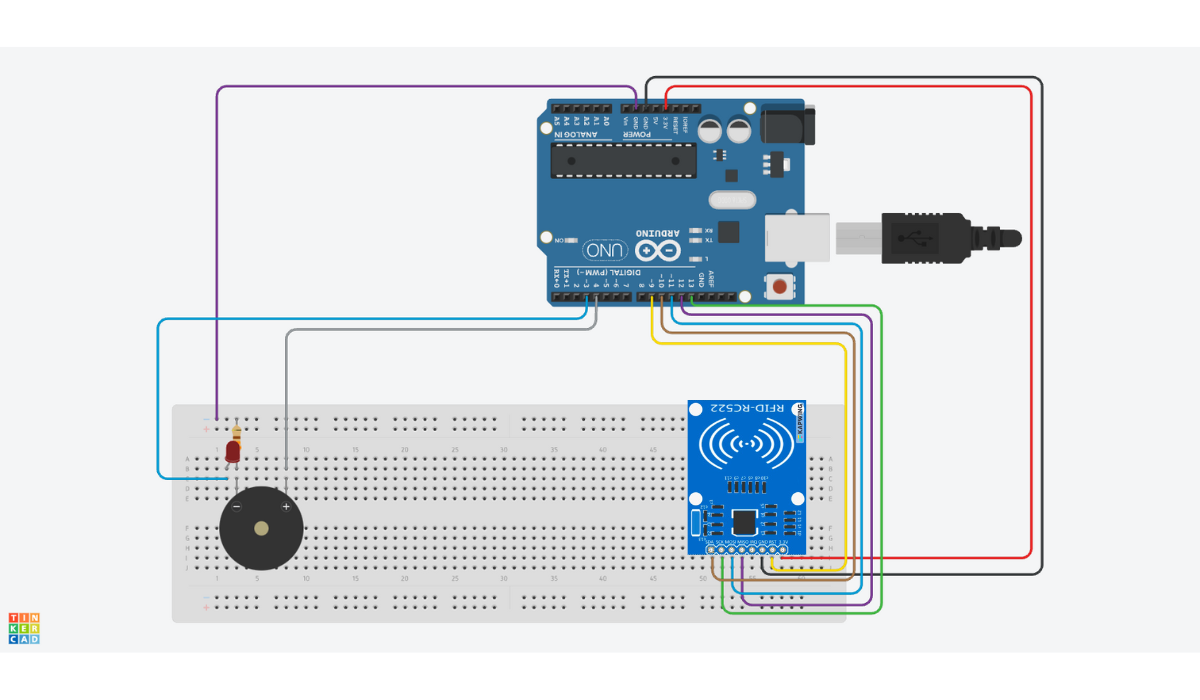 A5 A4 A3 A2 A1 A0
Vin GND GND 5V 3.3V RESET IOREF
ANALOG IN
POWER
ON
UNO
ARDUINO
RX
TX
L
DIGITAL (PWM~)
RX←0 TX→1 2 ~3 4 ~5 ~6 7 8 ~9 ~10 ~11 12 13 GND AREF
- +
1 5 10 15 20 25 30 35 40 45
A A
B B
C C
D D
E E
- +
F F
G G
H H
I I
J J
1 5 10 15 20 25 30 35 40 45 50
- +
RFID-RC522
KAPWING
SDA SCK MOSI MISO IRQ GND RST 3.3V
TIN
KER
CAD